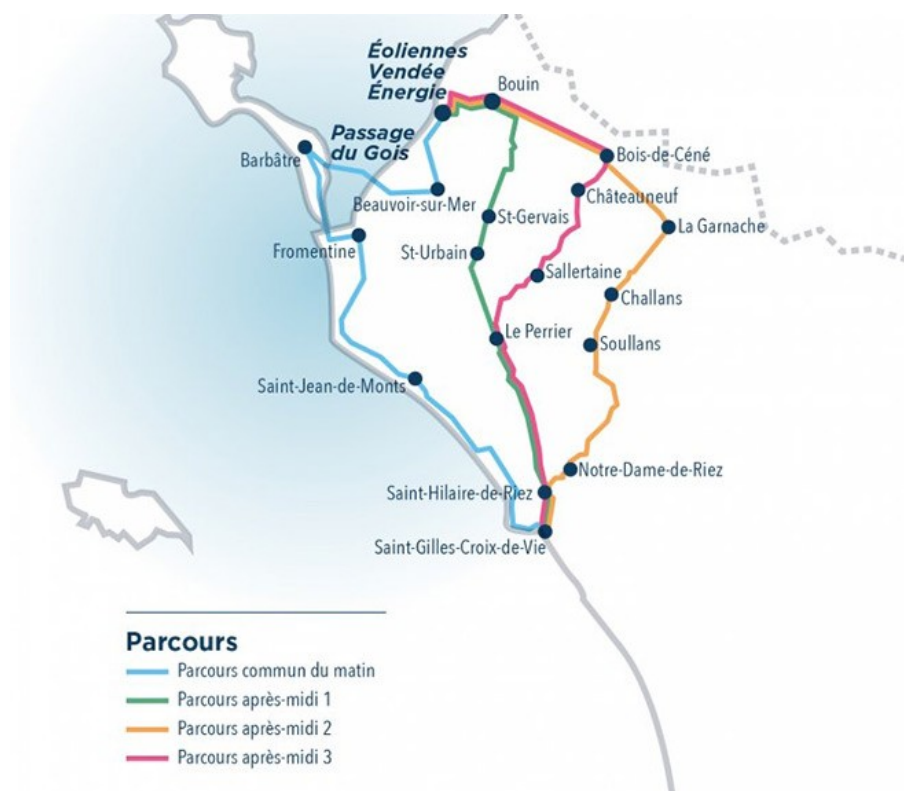 Éoliennes
Vendée
Énergie
Bouin
Passage
du Gois
Barbâtre
Bois-de-Céné
Châteauneuf
Beauvoir-sur-Mer
St-Gervais
La Garnache
Fromentine
St-Urbain
Sallertaine
Challans
Le Perrier
Soullans
Saint-Jean-de-Monts
Notre-Dame-de-Riez
Saint-Hilaire-de-Riez
Saint-Gilles-Croix-de-Vie
Parcours
Parcours commun du matin
Parcours après-midi 1
Parcours après-midi 2
Parcours après-midi 3